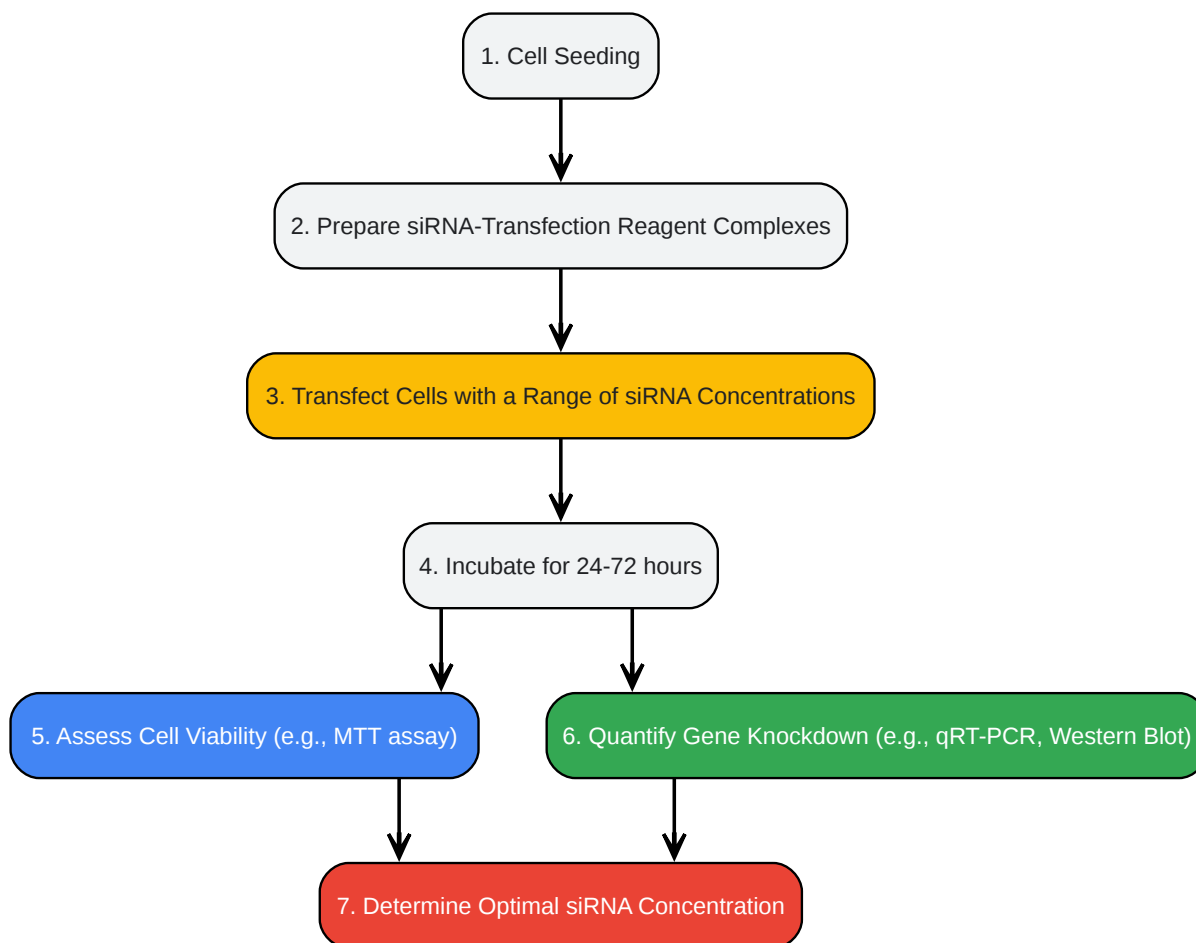 1. Cell Seeding
2. Prepare siRNA-Transfection Reagent Complexes
3. Transfect Cells with a Range of siRNA Concentrations
4. Incubate for 24-72 hours
5. Assess Cell Viability (e.g., MTT assay)
6. Quantify Gene Knockdown (e.g., qRT-PCR, Western Blot)
7. Determine Optimal siRNA Concentration